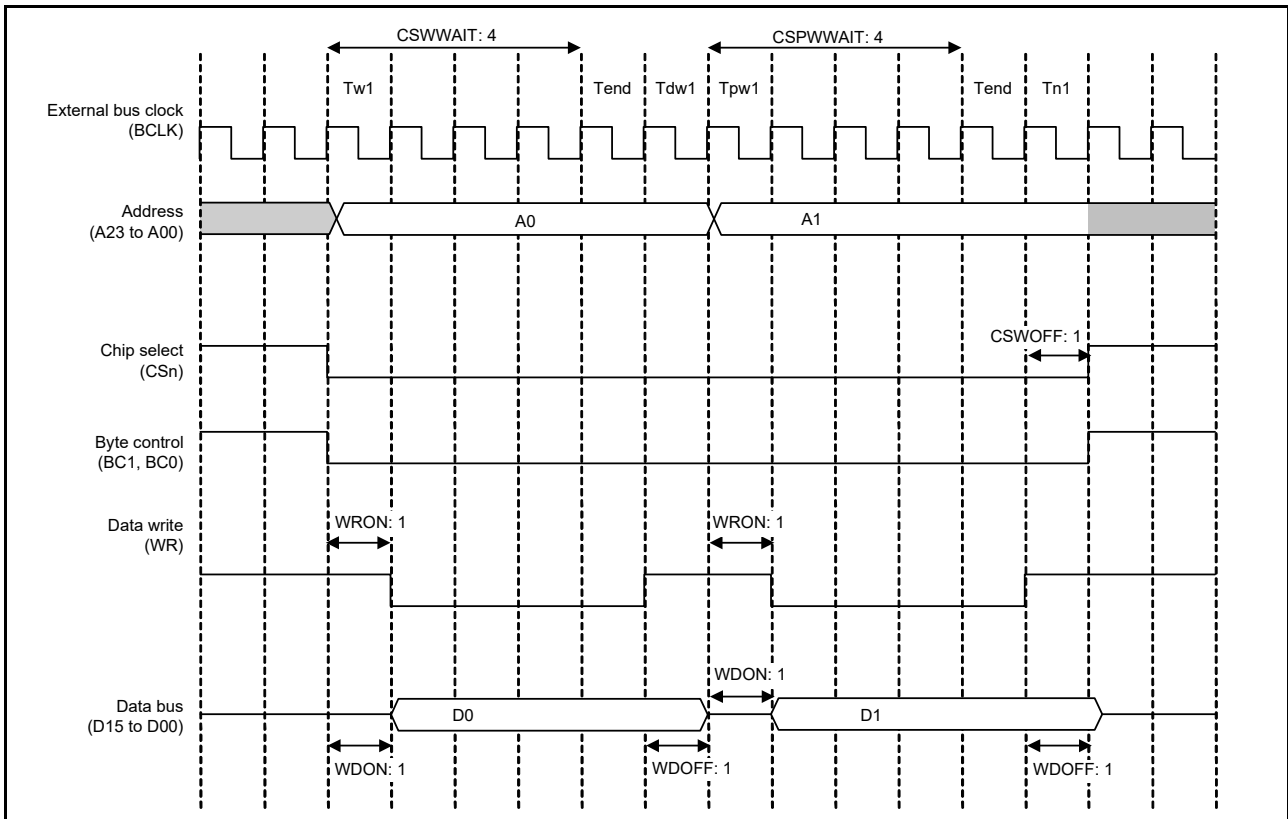 CSWWAIT: 4
CSPWWAIT: 4
Tw1
Tend
Tdw1
Tpw1
Tend
Tn1
External bus clock
(BCLK)
Address
(A23 to A00)
A0
A1
Chip select
(CSn)
CSWOFF: 1
Byte control
(BC1, BC0)
Data write
(WR)
WRON: 1
WRON: 1
WDON: 1
Data bus
(D15 to D00)
D0
D1
WDON: 1
WDOFF: 1
WDOFF: 1